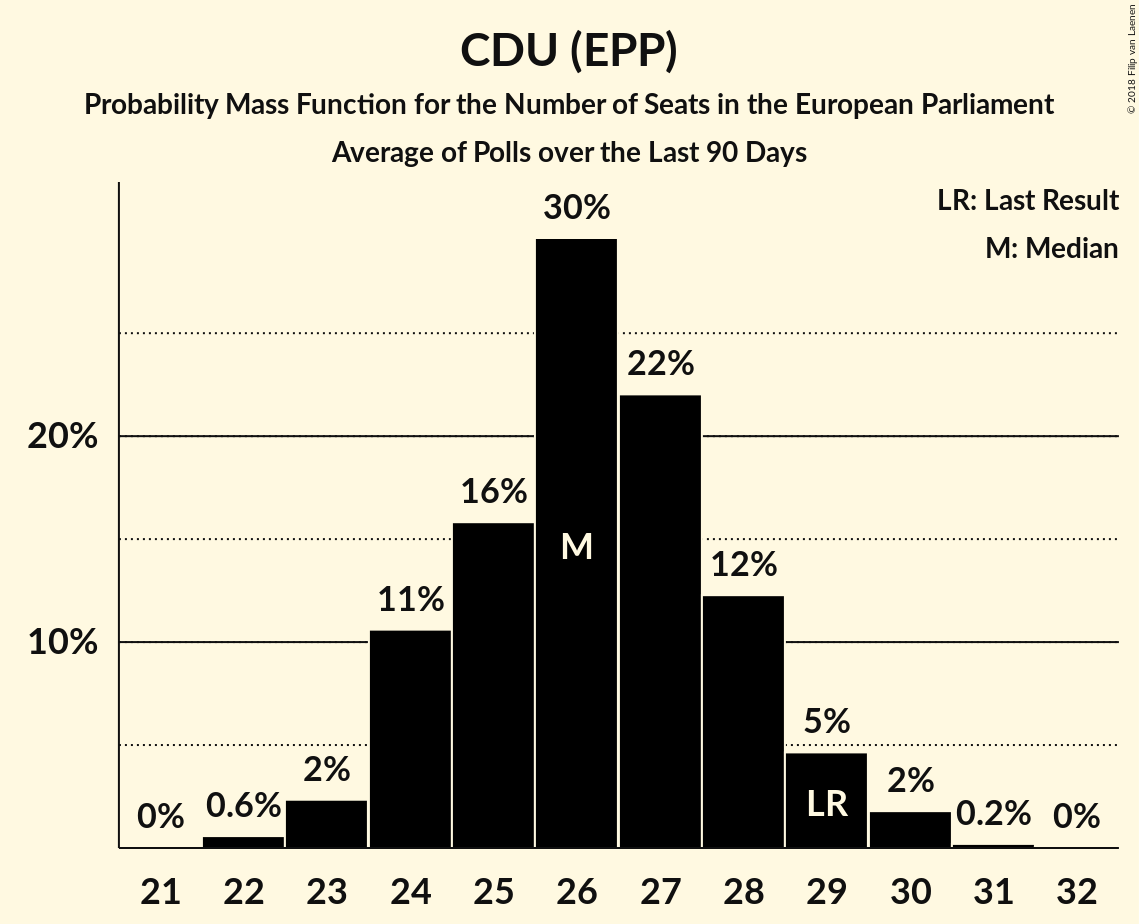 CDU (EPP)
Probability Mass Function for the Number of Seats in the European Parliament
Average of Polls over the Last 90 Days
© 2018 Filip van Laenen
LR: Last Result
M: Median
30%
22%
20%
16%
M
12%
11%
10%
5%
2%
2%
LR
0%
0.6%
0.2%
0%
21 22 23 24 25 26 27 28 29 30 31 32